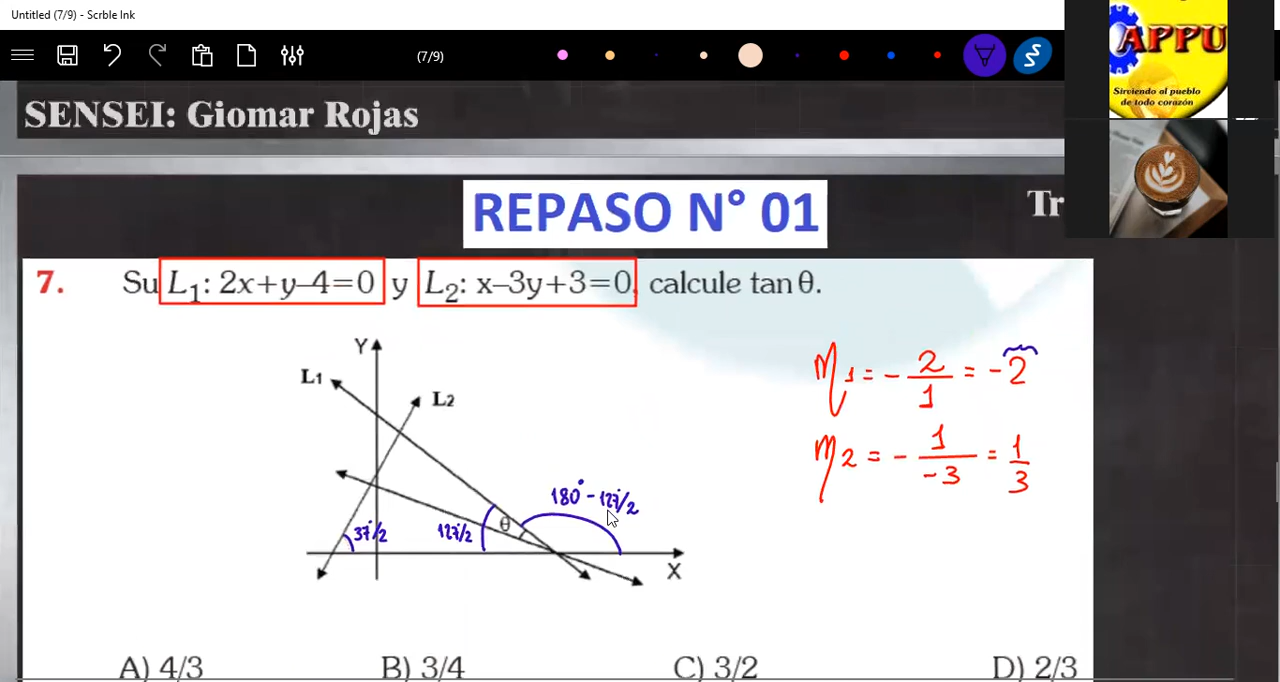 Untitled (7/9) - Scrble Ink
(7/9)
APPU
Sirviendo al pueblo
de todo corazón
SENSEI: Giomar Rojas
REPASO N° 01
Tr
7. Su L1: 2x+y–4=0 y L2: x–3y+3=0, calcule tan θ.
Y
L1
L2
θ
X
37°/2
127°/2
180° - 127°/2
m1 = - 2/1 = -2
m2 = - 1/-3 = 1/3
A) 4/3 B) 3/4 C) 3/2 D) 2/3